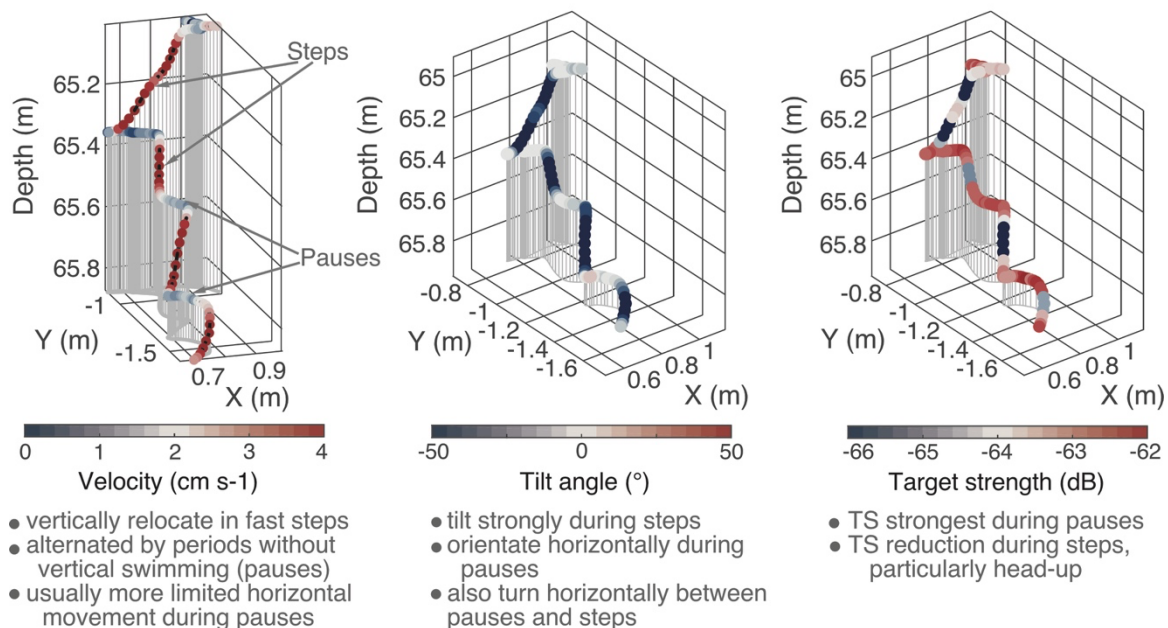 Steps
Pauses
Depth (m)
65.2
65.4
65.6
65.8
-1
-1.5
Y (m)
0.7
0.9
X (m)
0
1
2
3
4
Velocity (cm s-1)
● vertically relocate in fast steps
● alternated by periods without
vertical swimming (pauses)
● usually more limited horizontal
movement during pauses
Depth (m)
65
65.2
65.4
65.6
65.8
-0.8
-1
-1.2
-1.4
-1.6
Y (m)
0.6
0.8
1
X (m)
-50
0
50
Tilt angle (°)
● tilt strongly during steps
● orientate horizontally during
pauses
● also turn horizontally between
pauses and steps
Depth (m)
65
65.2
65.4
65.6
65.8
-0.8
-1
-1.2
-1.4
-1.6
Y (m)
0.6
0.8
1
X (m)
-66
-65
-64
-63
-62
Target strength (dB)
● TS strongest during pauses
● TS reduction during steps,
particularly head-up